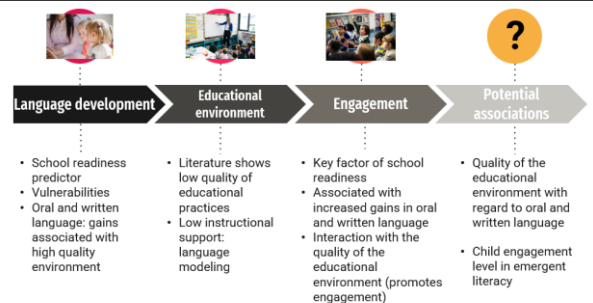 ?
Language development
Educational
environment
Engagement
Potential
associations
• School readiness
predictor
• Vulnerabilities
• Oral and written
language: gains
associated with
high quality
environment
• Literature shows
low quality of
educational
practices
• Low instructional
support:
language
modeling
• Key factor of school
readiness
• Associated with
increased gains in oral
and written language
• Interaction with the
quality of the
educational
environment (promotes
engagement)
• Quality of the
educational
environment with
regard to oral and
written language
• Child engagement
level in emergent
literacy